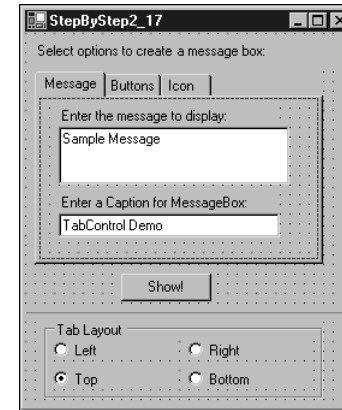 StepByStep2_17
Select options to create a message box:
Message Buttons Icon
Enter the message to display:
Sample Message
Enter a Caption for MessageBox:
TabControl Demo
Show!
Tab Layout
Left Right
Top Bottom